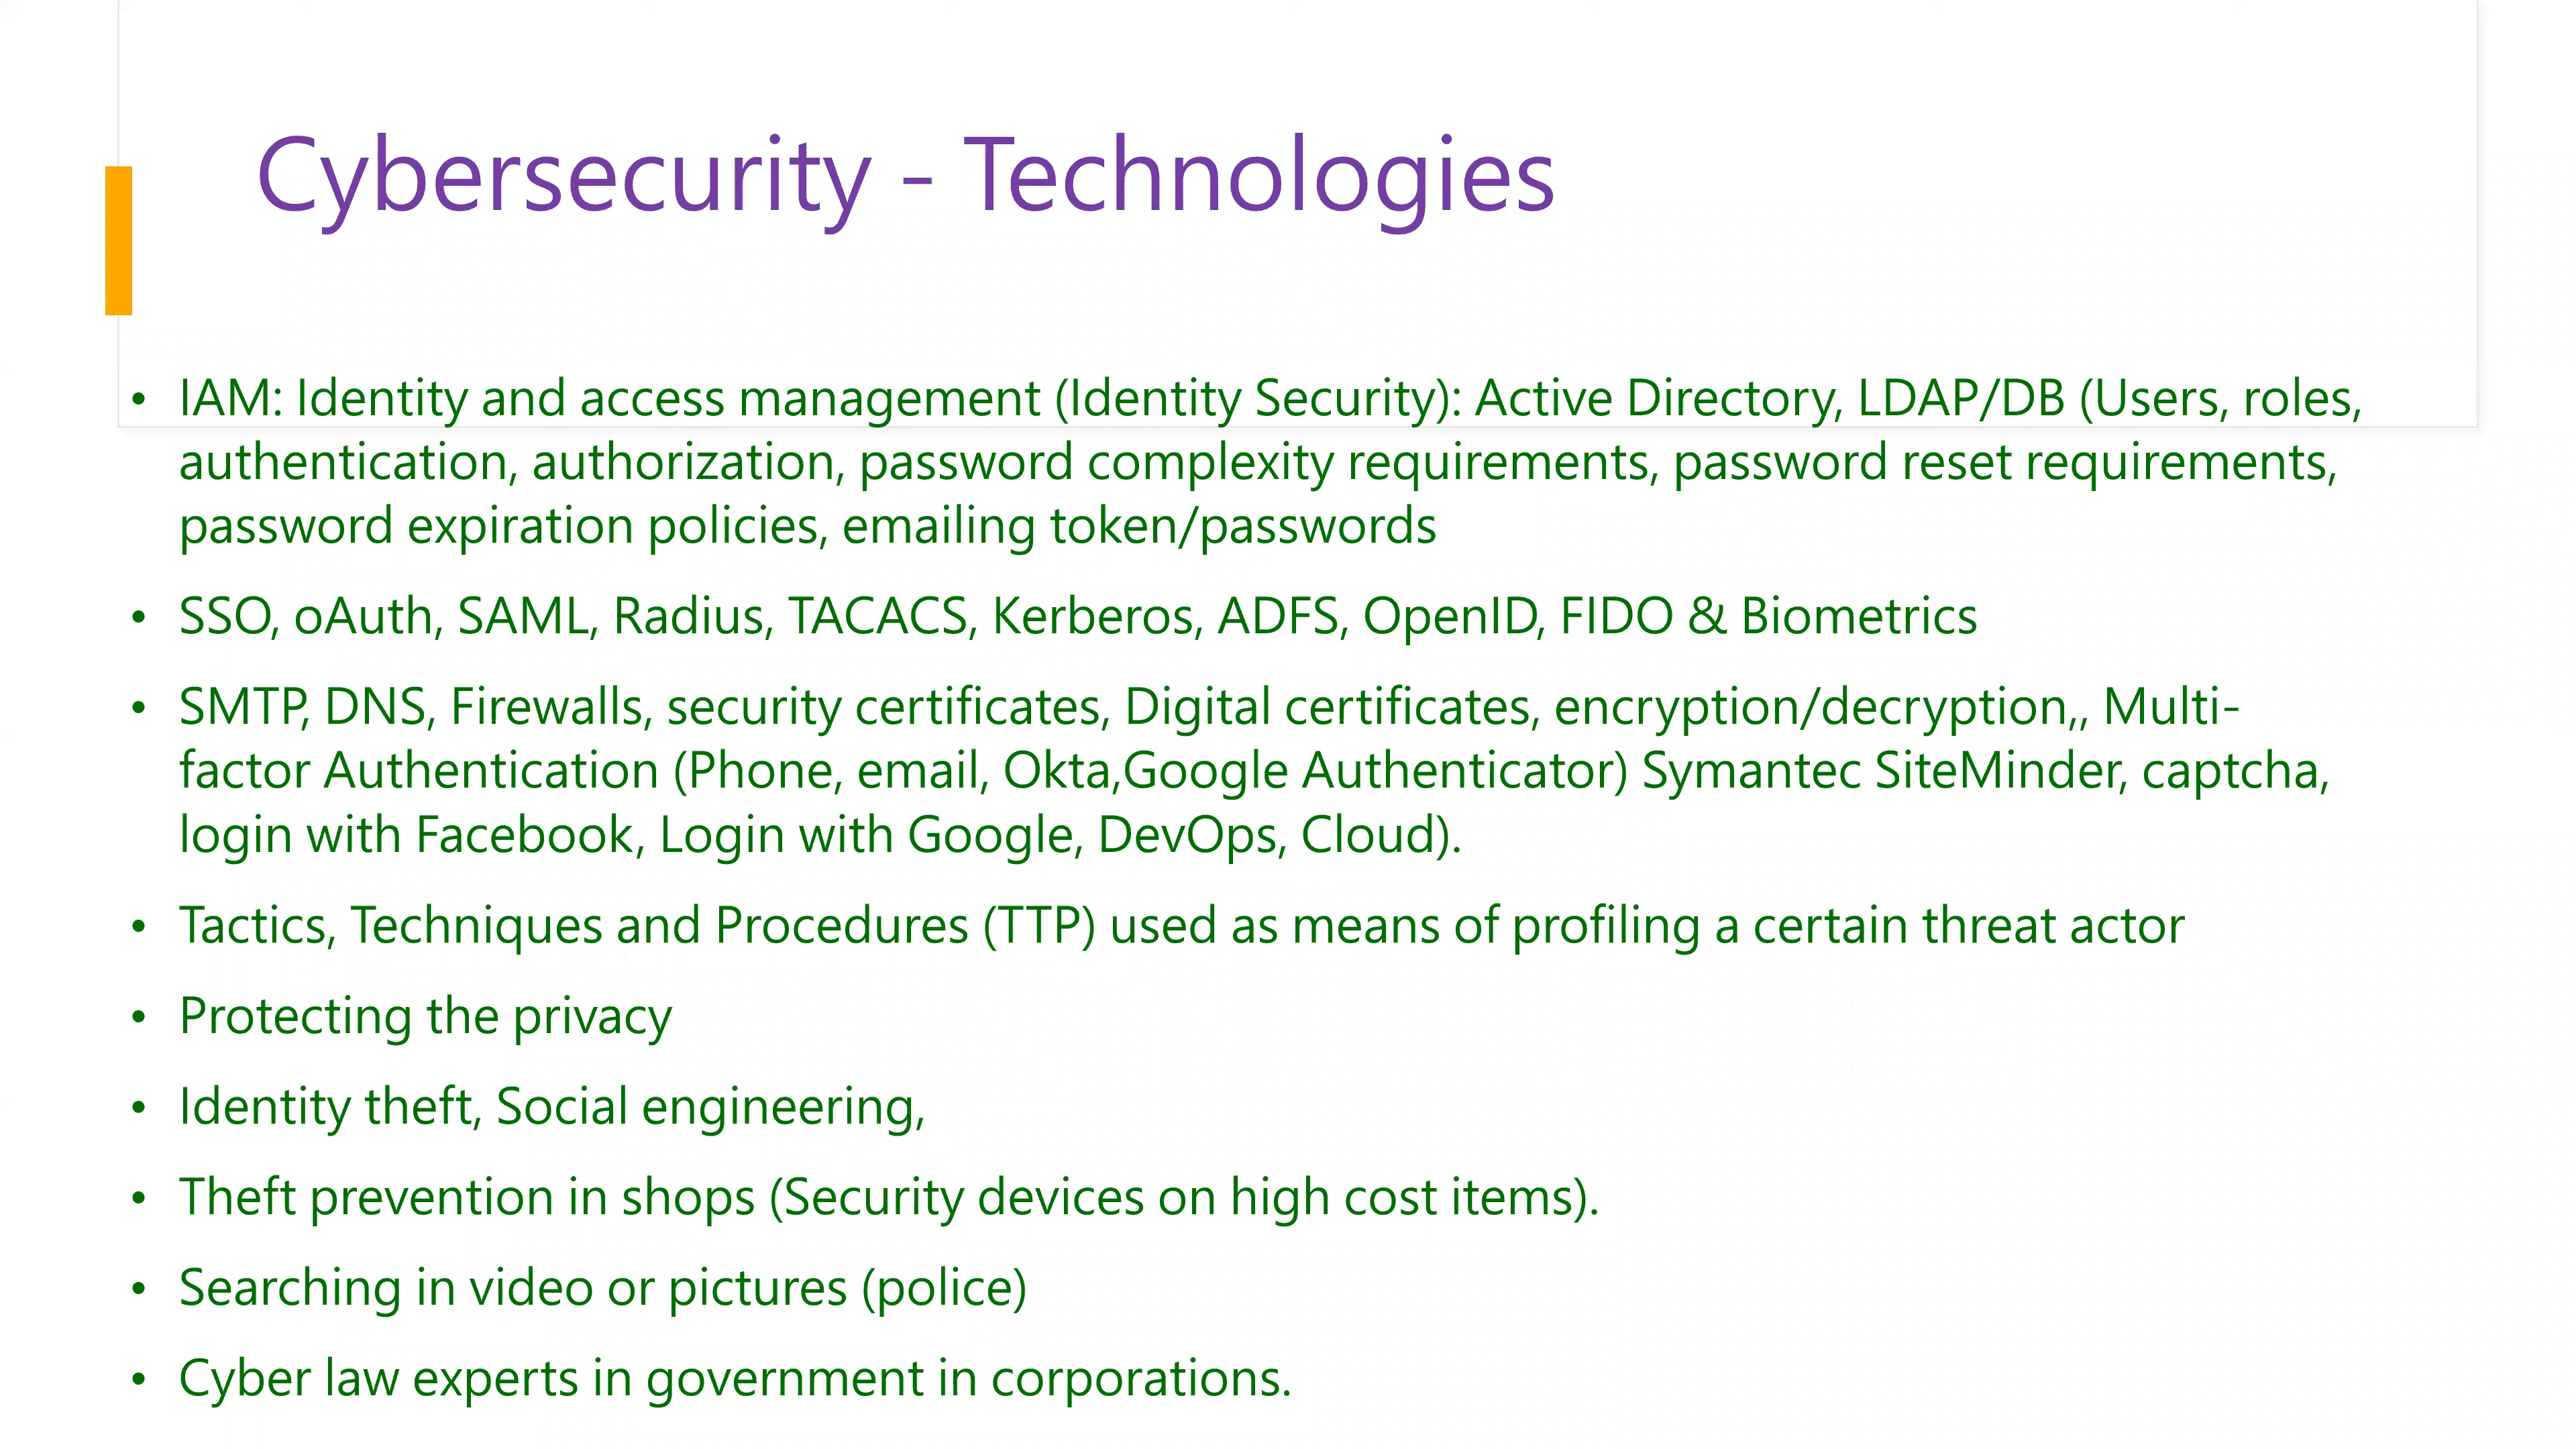 Cybersecurity - Technologies
• IAM: Identity and access management (Identity Security): Active Directory, LDAP/DB (Users, roles,
authentication, authorization, password complexity requirements, password reset requirements,
password expiration policies, emailing token/passwords
• SSO, oAuth, SAML, Radius, TACACS, Kerberos, ADFS, OpenID, FIDO & Biometrics
• SMTP, DNS, Firewalls, security certificates, Digital certificates, encryption/decryption,, Multi-
factor Authentication (Phone, email, Okta,Google Authenticator) Symantec SiteMinder, captcha,
login with Facebook, Login with Google, DevOps, Cloud).
• Tactics, Techniques and Procedures (TTP) used as means of profiling a certain threat actor
• Protecting the privacy
• Identity theft, Social engineering,
• Theft prevention in shops (Security devices on high cost items).
• Searching in video or pictures (police)
• Cyber law experts in government in corporations.